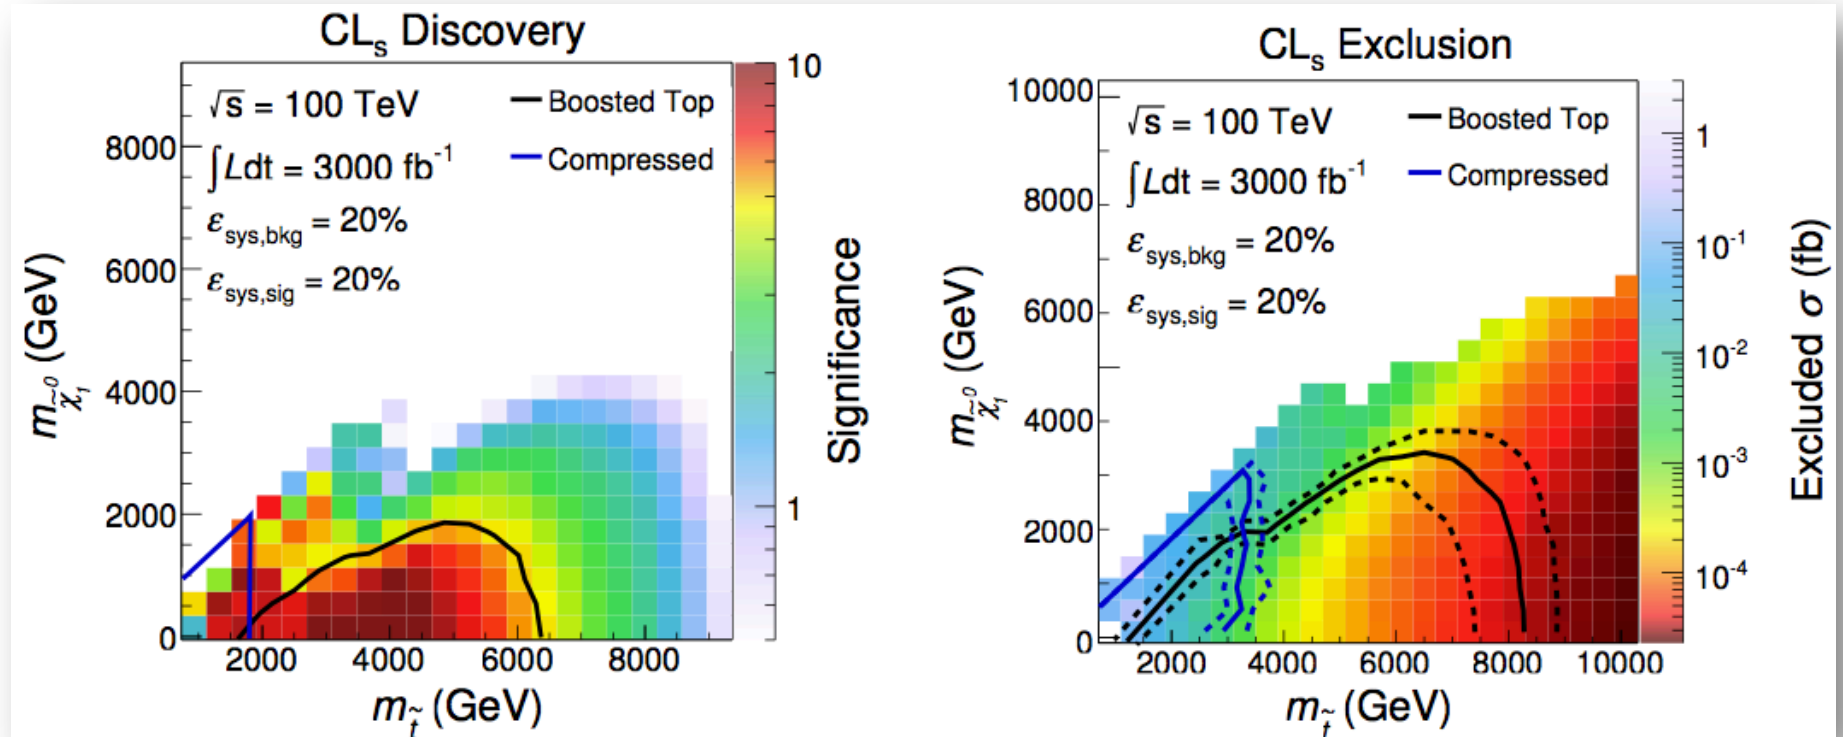 CLs Discovery
√s = 100 TeV
∫Ldt = 3000 fb⁻¹
εsys,bkg = 20%
εsys,sig = 20%
Boosted Top
Compressed
8000
6000
4000
2000
0
mχ̃₁⁰ (GeV)
2000 4000 6000 8000
mt̃ (GeV)
10
1
Significance
CLs Exclusion
√s = 100 TeV
∫Ldt = 3000 fb⁻¹
εsys,bkg = 20%
εsys,sig = 20%
Boosted Top
Compressed
10000
8000
6000
4000
2000
0
mχ̃₁⁰ (GeV)
2000 4000 6000 8000 10000
mt̃ (GeV)
1
10⁻¹
10⁻²
10⁻³
10⁻⁴
Excluded σ (fb)